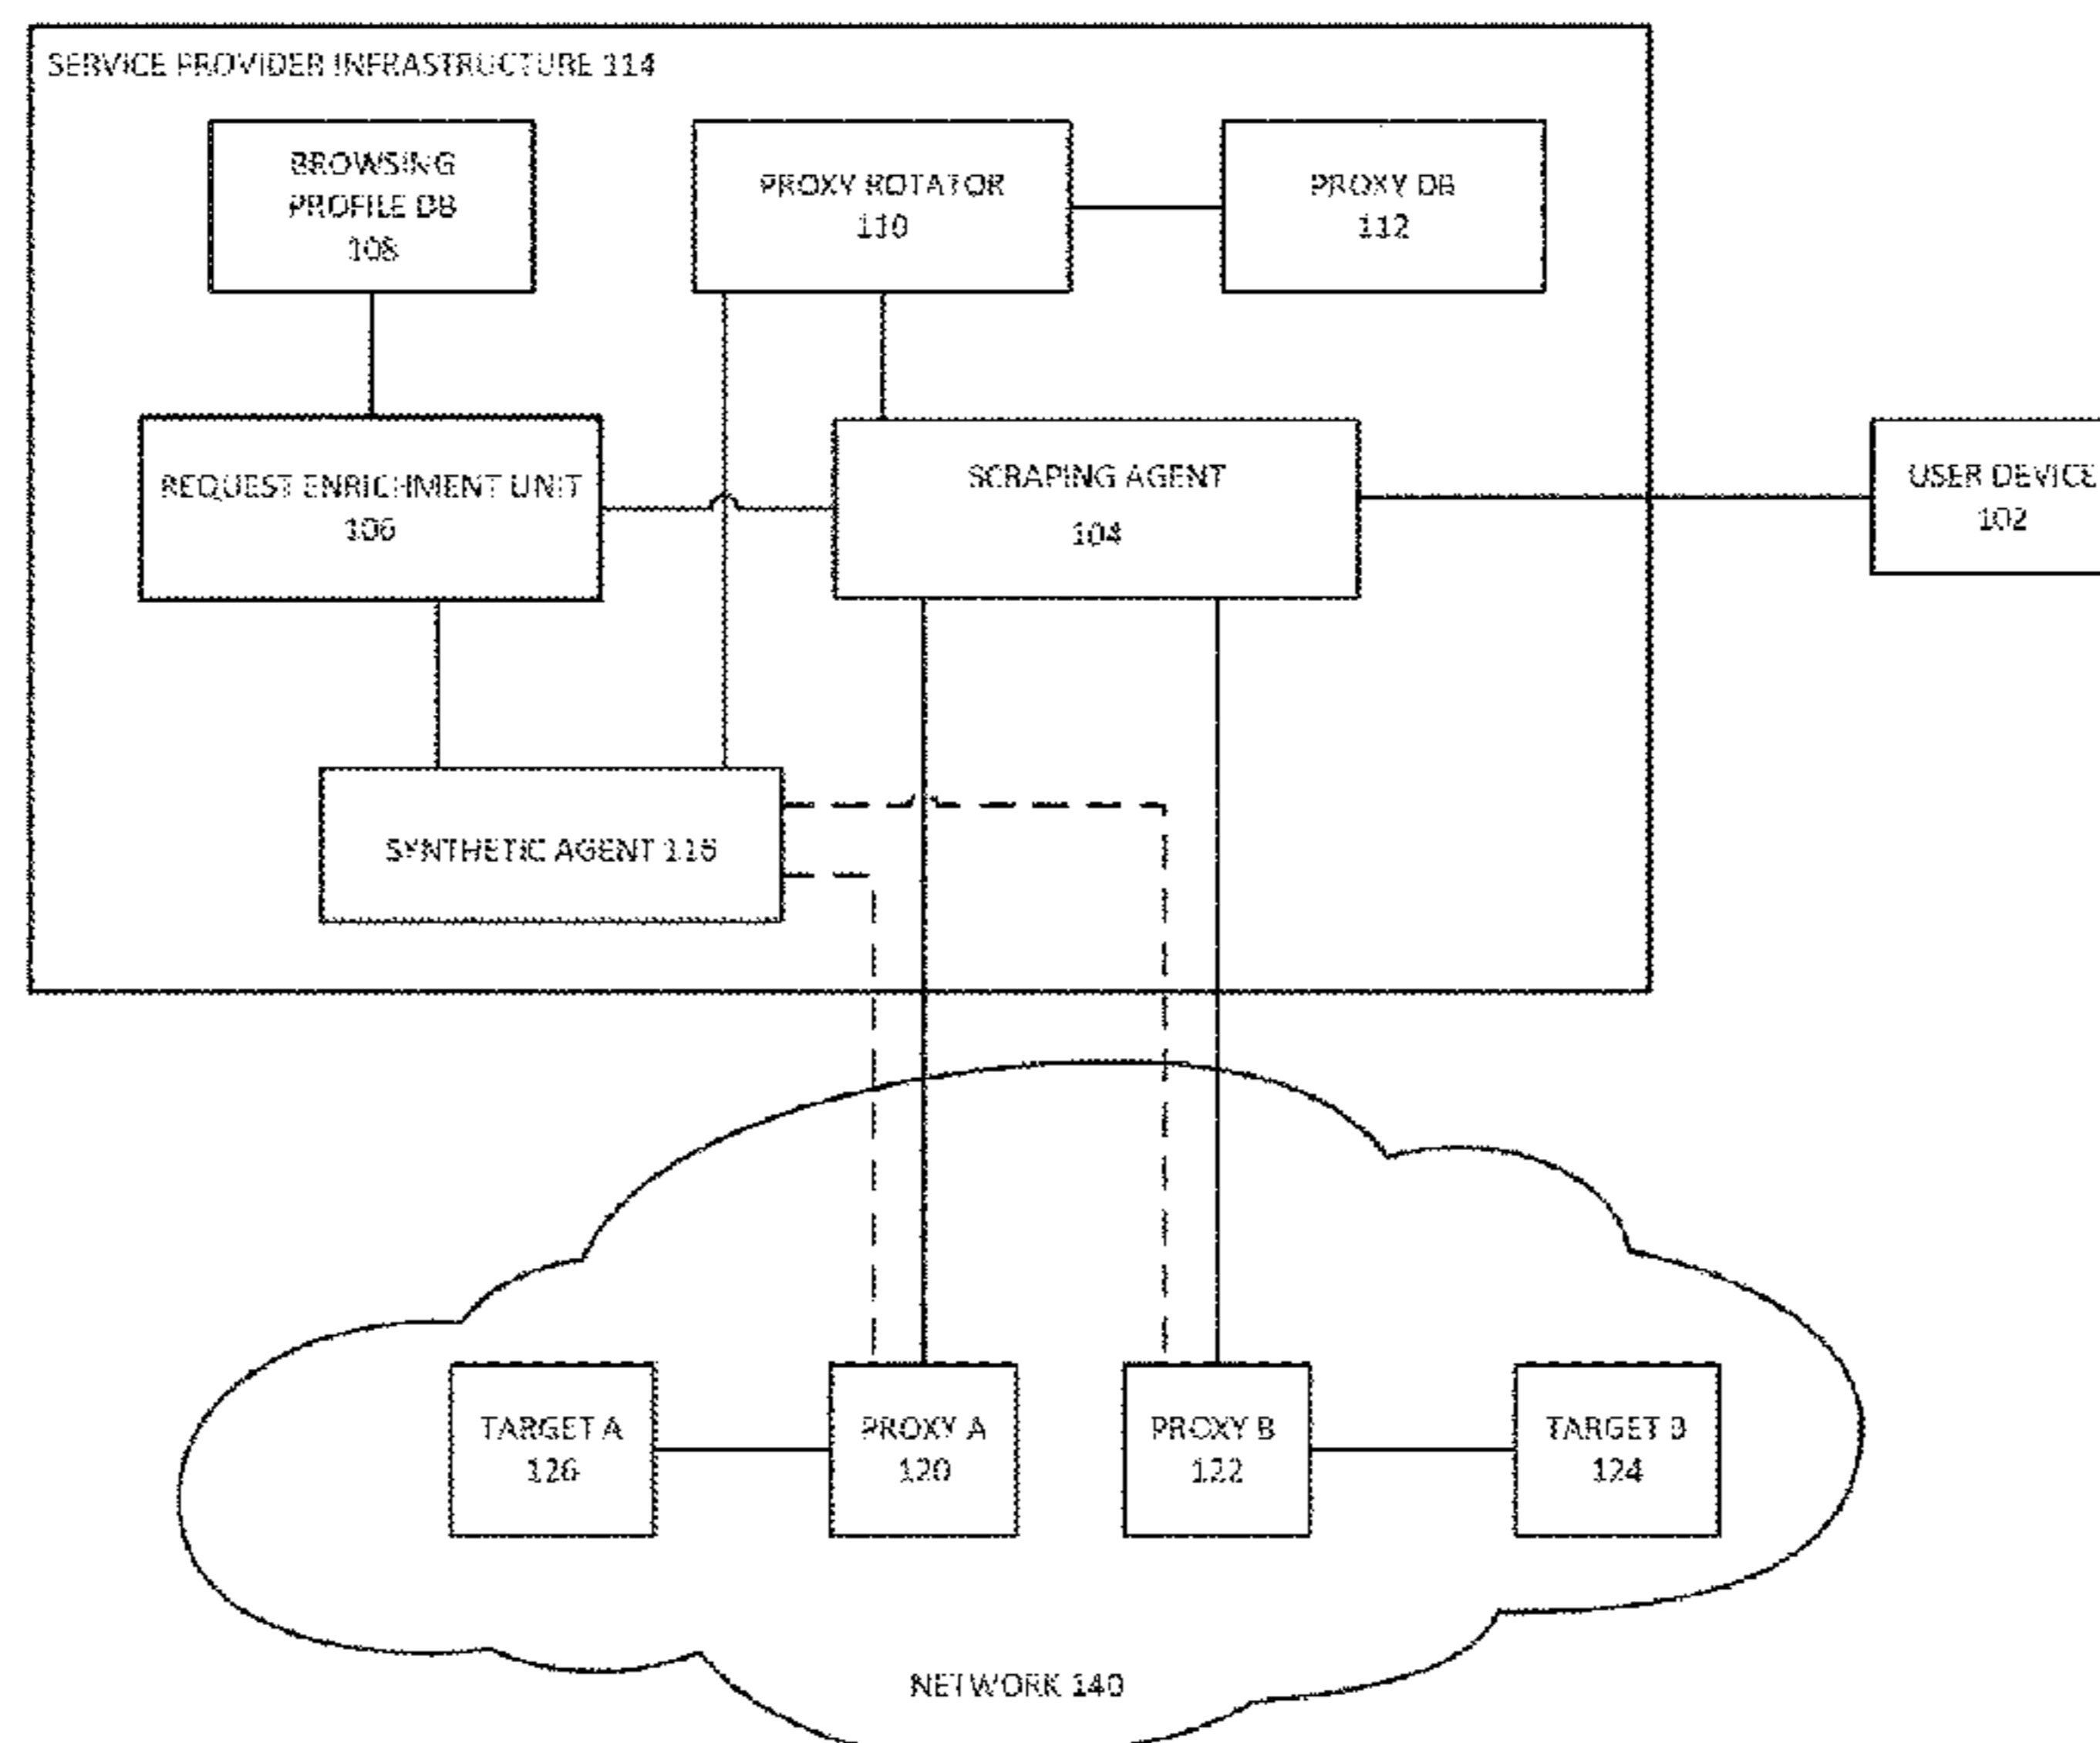 SERVICE PROVIDER INFRASTRUCTURE 114
BROWSING
PROFILE DB
108
PROXY ROTATOR
110
PROXY DB
112
REQUEST ENRICHMENT UNIT
106
SCRAPING AGENT
104
USER DEVICE
102
SYNTHETIC AGENT 116
TARGET A
126
PROXY A
120
PROXY B
122
TARGET B
124
NETWORK 140